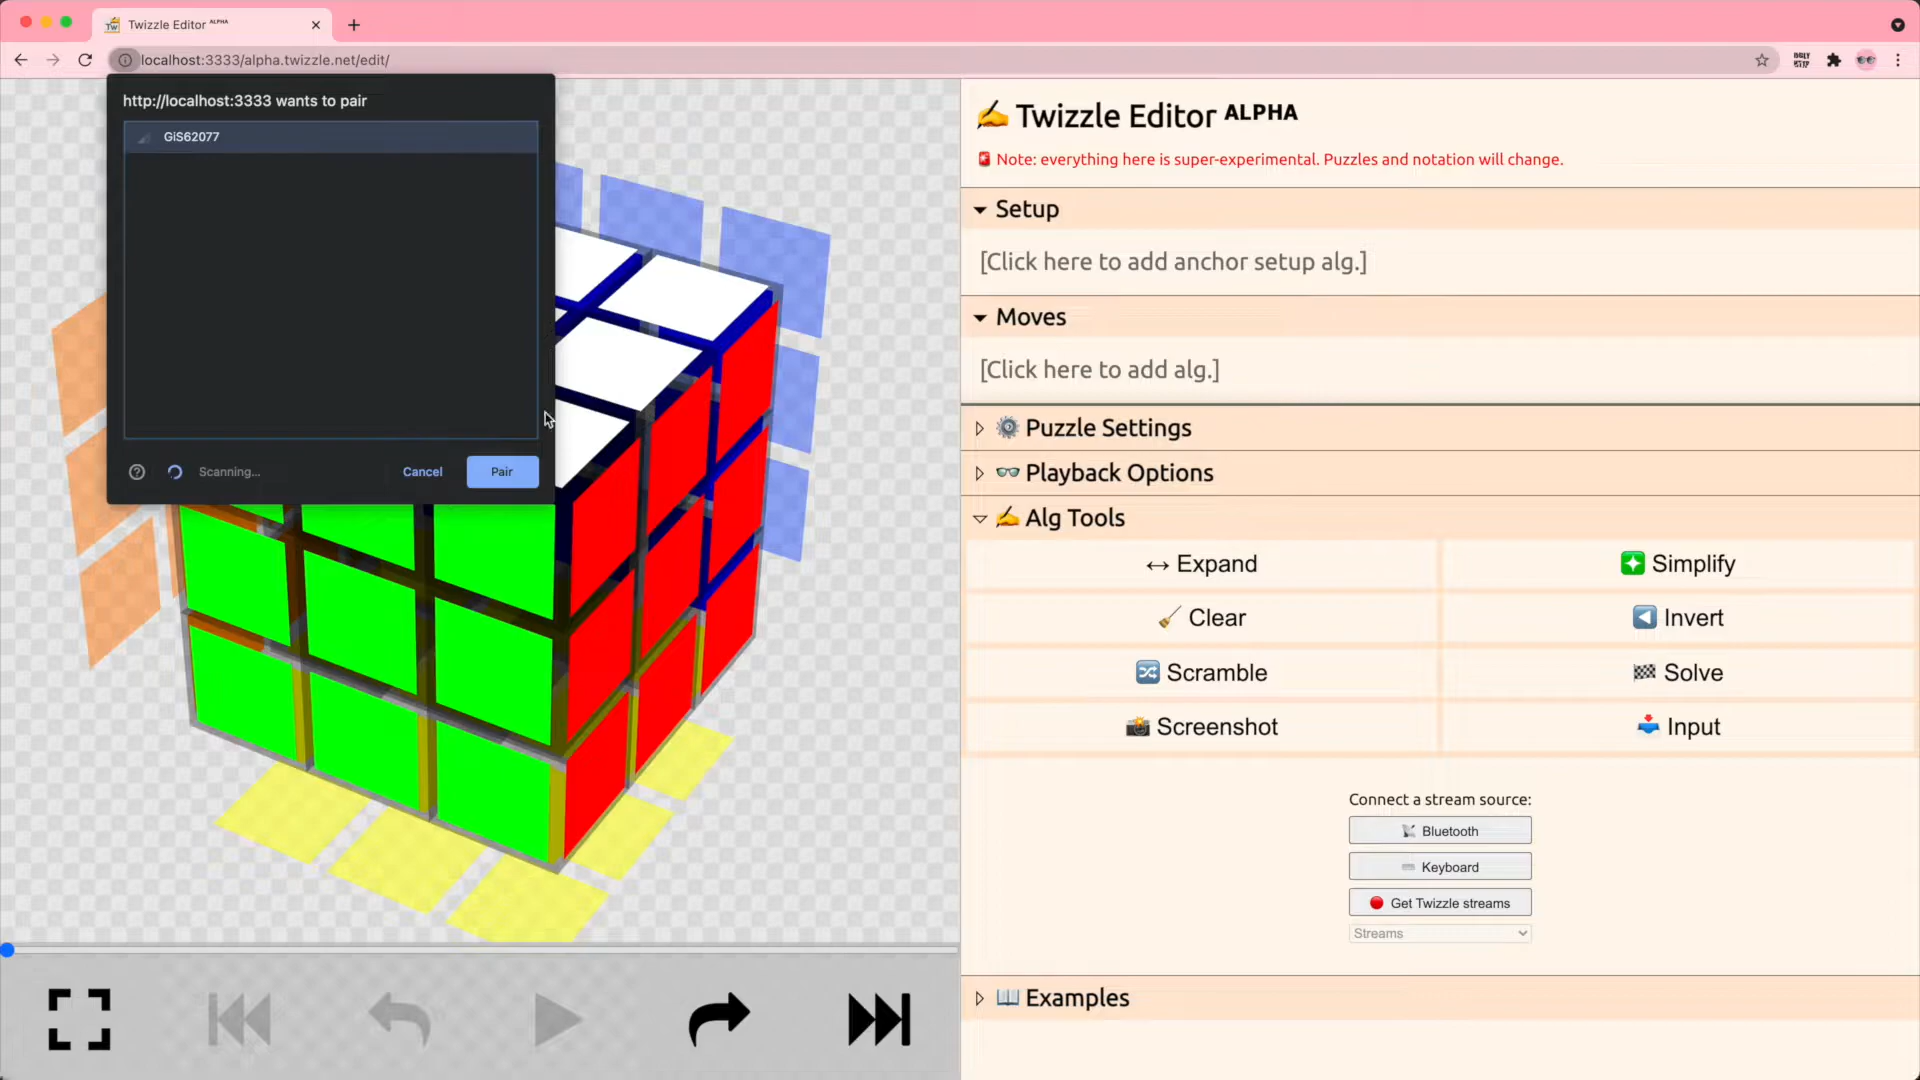 Twizzle Editor ᴬᴸᴾᴴᴬ
localhost:3333/alpha.twizzle.net/edit/
http://localhost:3333 wants to pair
GiS62077
Scanning...
Cancel
Pair
Twizzle Editor ALPHA
Note: everything here is super-experimental. Puzzles and notation will change.
Setup
[Click here to add anchor setup alg.]
Moves
[Click here to add alg.]
Puzzle Settings
Playback Options
Alg Tools
Expand
Simplify
Clear
Invert
Scramble
Solve
Screenshot
Input
Connect a stream source:
Bluetooth
Keyboard
Get Twizzle streams
Streams
Examples